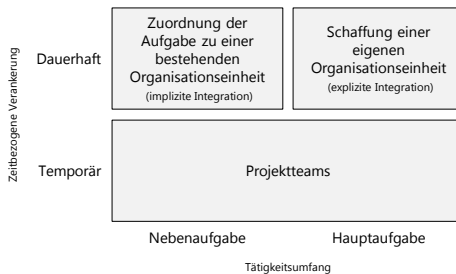 Zeitbezogene Verankerung
Dauerhaft
Zuordnung der
Aufgabe zu einer
bestehenden
Organisationseinheit
(implizite Integration)
Schaffung einer
eigenen
Organisationseinheit
(explizite Integration)
Temporär
Projektteams
Nebenaufgabe
Hauptaufgabe
Tätigkeitsumfang